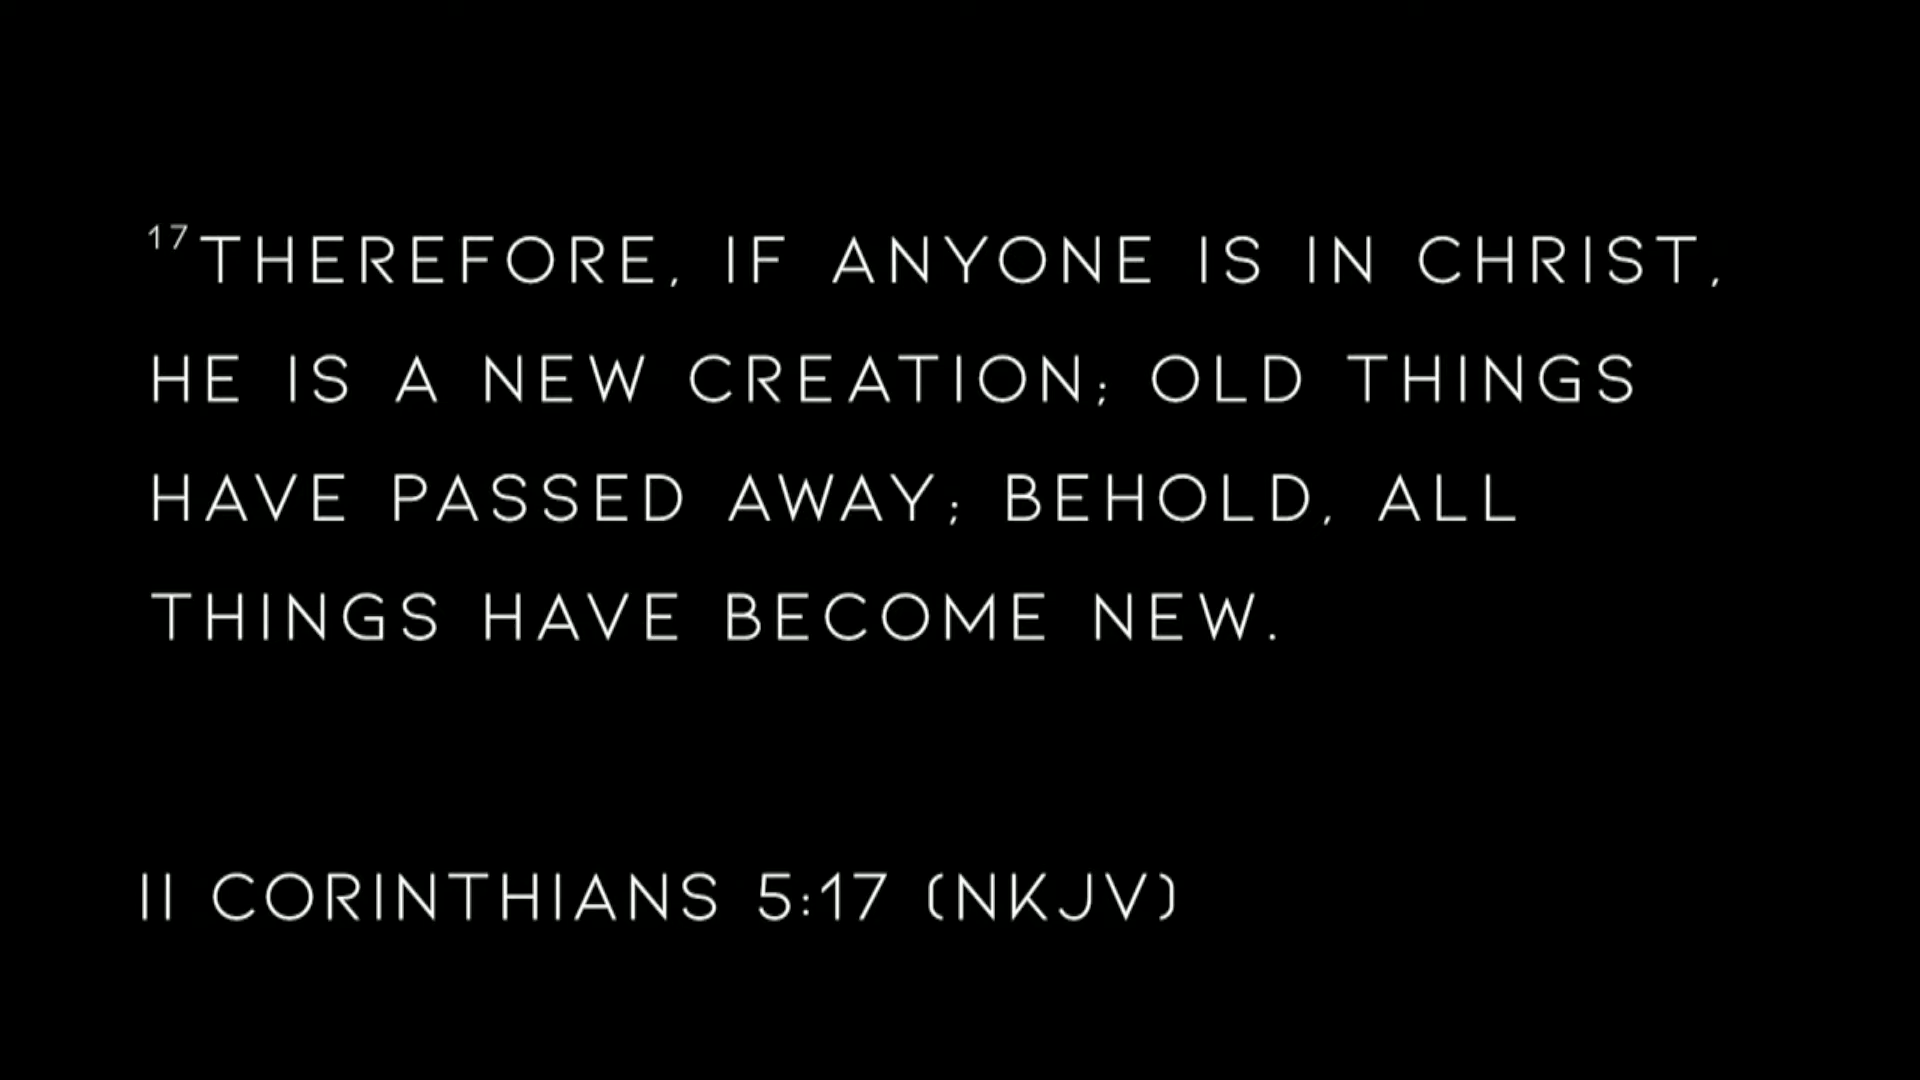 17THEREFORE, IF ANYONE IS IN CHRIST,
HE IS A NEW CREATION; OLD THINGS
HAVE PASSED AWAY; BEHOLD, ALL
THINGS HAVE BECOME NEW.
II CORINTHIANS 5:17 (NKJV)